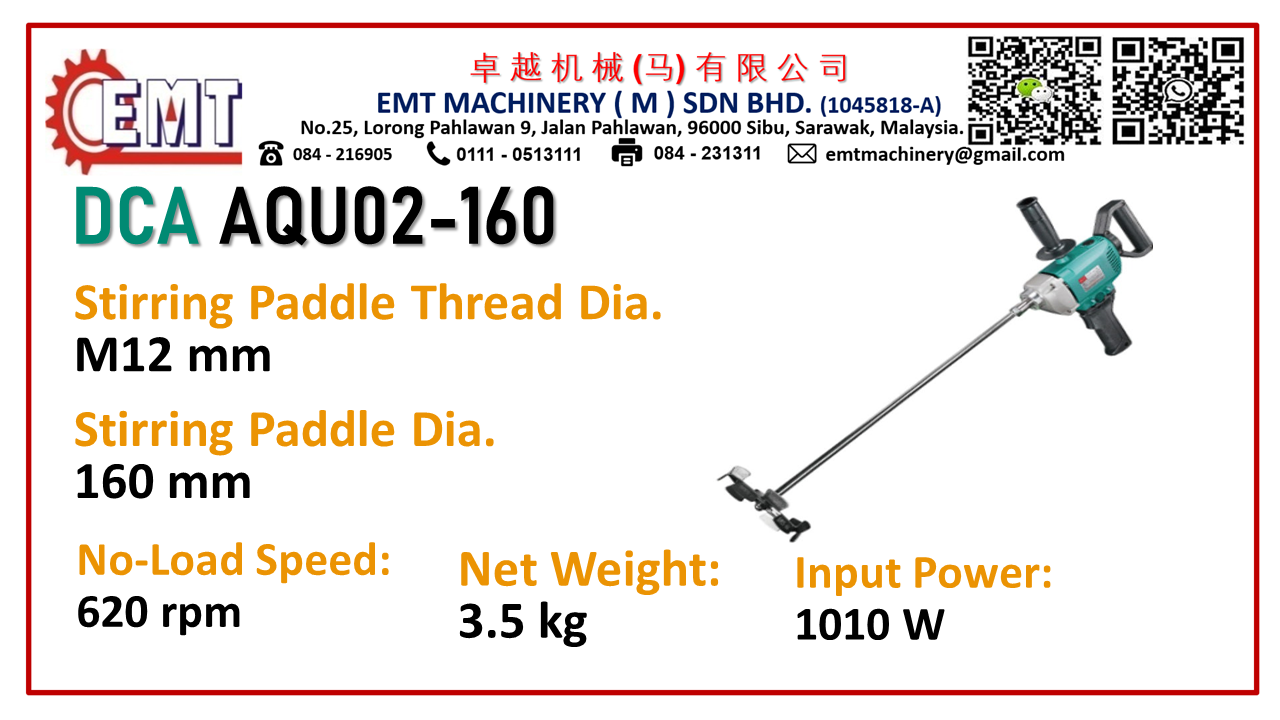 EMT
卓越机械(马)有限公司
EMT MACHINERY ( M ) SDN BHD. (1045818-A)
No.25, Lorong Pahlawan 9, Jalan Pahlawan, 96000 Sibu, Sarawak, Malaysia.
084 - 216905 0111 - 0513111 084 - 231311 emtmachinery@gmail.com
DCA AQU02-160
Stirring Paddle Thread Dia.
M12 mm
Stirring Paddle Dia.
160 mm
No-Load Speed:
620 rpm
Net Weight:
3.5 kg
Input Power:
1010 W